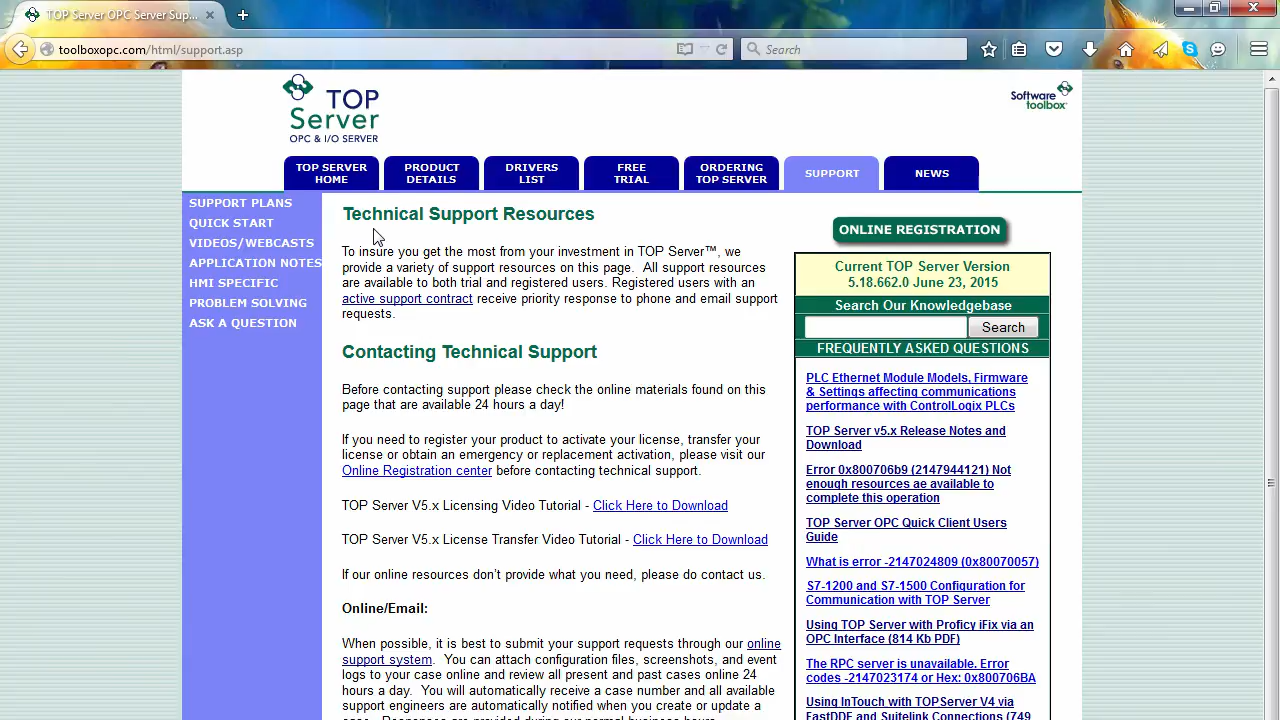 TOP Server OPC Server Sup...
toolboxopc.com/html/support.asp
Search
TOP
Server
OPC & I/O SERVER
Software
toolbox
TOP SERVER
HOME
PRODUCT
DETAILS
DRIVERS
LIST
FREE
TRIAL
ORDERING
TOP SERVER
SUPPORT
NEWS
SUPPORT PLANS
QUICK START
VIDEOS/WEBCASTS
APPLICATION NOTES
HMI SPECIFIC
PROBLEM SOLVING
ASK A QUESTION
Technical Support Resources
To insure you get the most from your investment in TOP Server™, we
provide a variety of support resources on this page. All support resources
are available to both trial and registered users. Registered users with an
active support contract receive priority response to phone and email support
requests.
Contacting Technical Support
Before contacting support please check the online materials found on this
page that are available 24 hours a day!
If you need to register your product to activate your license, transfer your
license or obtain an emergency or replacement activation, please visit our
Online Registration center before contacting technical support.
TOP Server V5.x Licensing Video Tutorial - Click Here to Download
TOP Server V5.x License Transfer Video Tutorial - Click Here to Download
If our online resources don't provide what you need, please do contact us.
Online/Email:
When possible, it is best to submit your support requests through our online
support system. You can attach configuration files, screenshots, and event
logs to your case online and review all present and past cases online 24
hours a day. You will automatically receive a case number and all available
support engineers are automatically notified when you create or update a
case. Responses are provided during our normal business hours.
ONLINE REGISTRATION
Current TOP Server Version
5.18.662.0 June 23, 2015
Search Our Knowledgebase
Search
FREQUENTLY ASKED QUESTIONS
PLC Ethernet Module Models, Firmware
& Settings affecting communications
performance with ControlLogix PLCs
TOP Server v5.x Release Notes and
Download
Error 0x800706b9 (2147944121) Not
enough resources ae available to
complete this operation
TOP Server OPC Quick Client Users
Guide
What is error -2147024809 (0x80070057)
S7-1200 and S7-1500 Configuration for
Communication with TOP Server
Using TOP Server with Proficy iFix via an
OPC Interface (814 Kb PDF)
The RPC server is unavailable. Error
codes -2147023174 or Hex: 0x800706BA
Using InTouch with TOPServer V4 via
FastDDE and Suitelink Connections (749